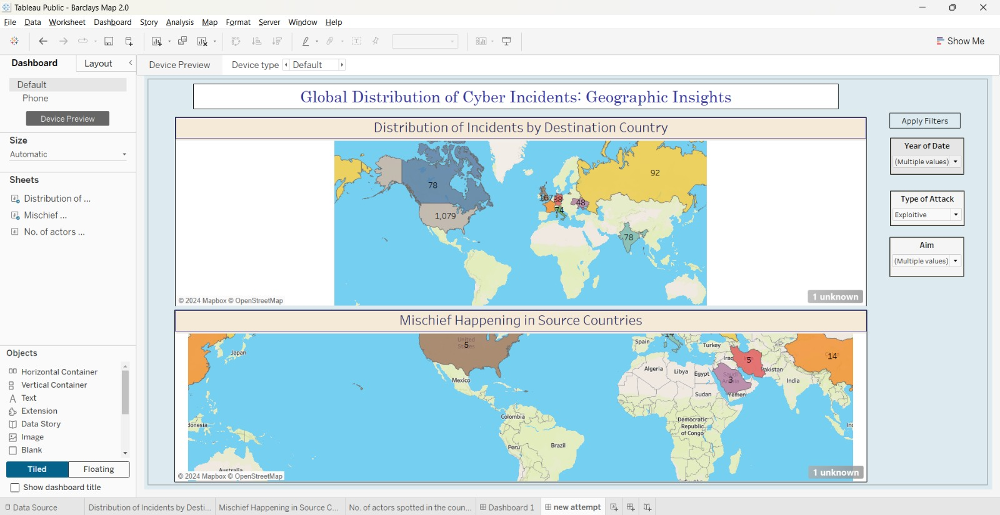 Tableau Public - Barclays Map 2.0
File Data Worksheet Dashboard Story Analysis Map Format Server Window Help
Show Me
Dashboard Layout
Device Preview Device type Default
Default
Phone
Device Preview
Size
Automatic
Sheets
Distribution of ...
Mischief ...
No. of actors ...
Objects
Horizontal Container
Vertical Container
Text
Extension
Data Story
Image
Blank
Tiled Floating
Show dashboard title
Global Distribution of Cyber Incidents: Geographic Insights
Distribution of Incidents by Destination Country
92
78
167 38 48
74
1,079
78
© 2024 Mapbox © OpenStreetMap
1 unknown
Mischief Happening in Source Countries
United
States
5
14
Spain
Turkey
Japan
Iraq
5
14
Pakistan
Algeria
Libya
Egypt
Saudi
Arabia
3
India
Mexico
Sudan
Yemen
Colombia
Democratic
Republic
of Congo
donesia
Peru
Brazil
Australia
© 2024 Mapbox © OpenStreetMap
1 unknown
Apply Filters
Year of Date
(Multiple values)
Type of Attack
Exploitive
Aim
(Multiple values)
Data Source
Distribution of Incidents by Desti...
Mischief Happening in Source C...
No. of actors spotted in the coun...
Dashboard 1
new attempt